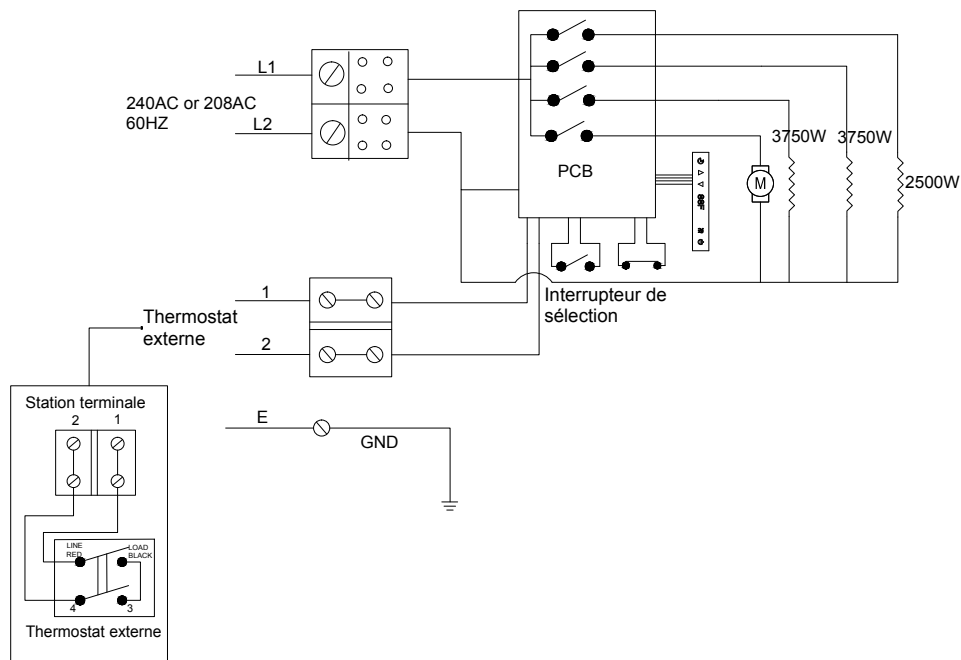 L1
240AC or 208AC
60HZ
L2
PCB
3750W
3750W
2500W
M
88F
1
Thermostat
externe
2
Interrupteur de
sélection
Station terminale
2
1
E
GND
LINE
RED
LOAD
BLACK
4
3
Thermostat externe